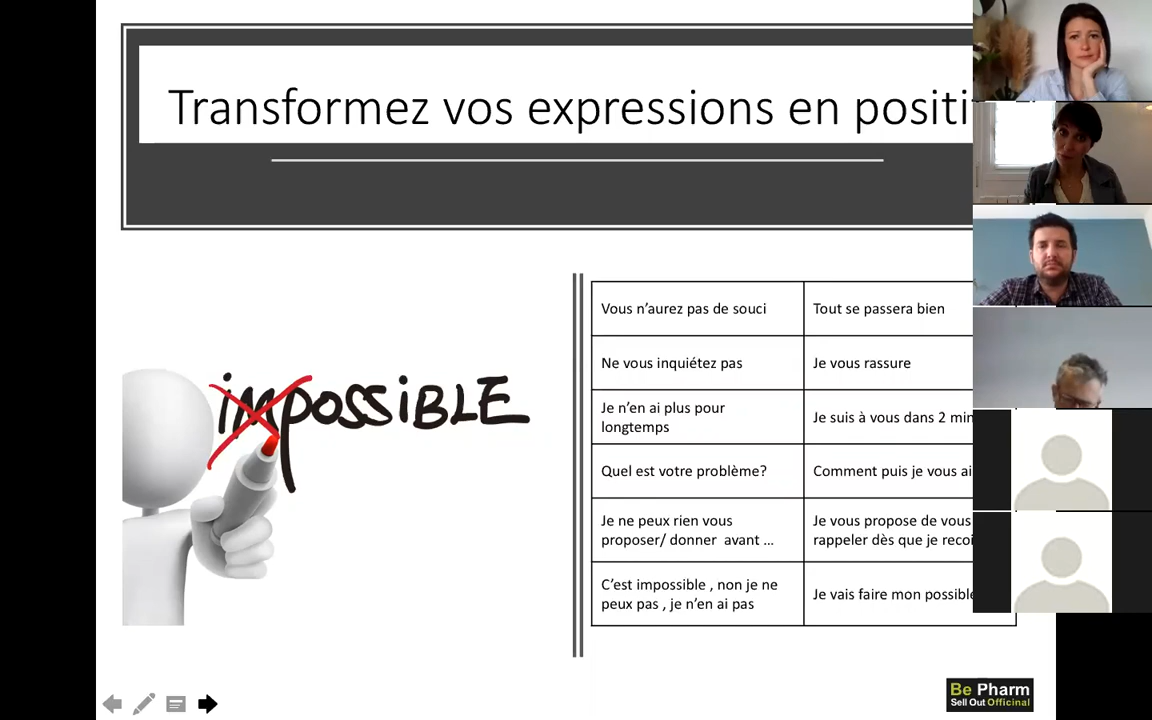 Transformez vos expressions en positi
impossiBLE
Vous n’aurez pas de souci
Tout se passera bien
Ne vous inquiétez pas
Je vous rassure
Je n’en ai plus pour
longtemps
Je suis à vous dans 2 min
Quel est votre problème?
Comment puis je vous ai
Je ne peux rien vous
proposer/ donner  avant ...
Je vous propose de vous
rappeler dès que je recoi
C’est impossible , non je ne
peux pas , je n’en ai pas
Je vais faire mon possible
Be Pharm
Sell Out Officinal